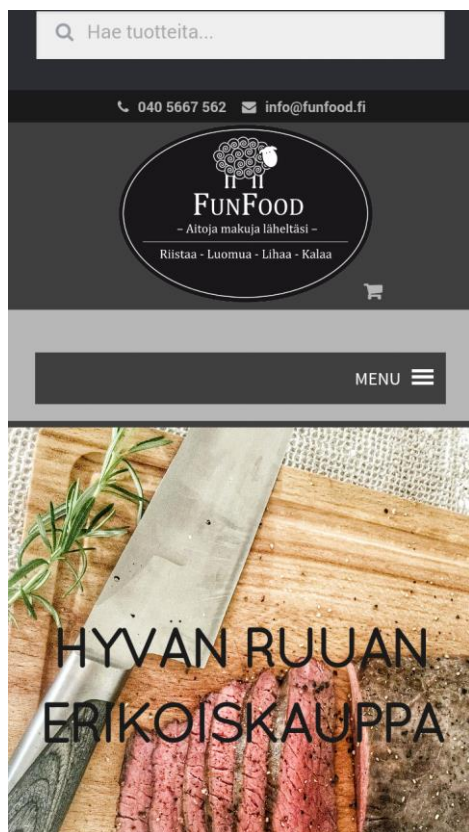 Hae tuotteita...
040 5667 562 info@funfood.fi
FUNFOOD
– Aitoja makuja läheltäsi –
Riistaa - Luomua - Lihaa - Kalaa
MENU
HYVÄN RUUAN
ERIKOISKAUPPA